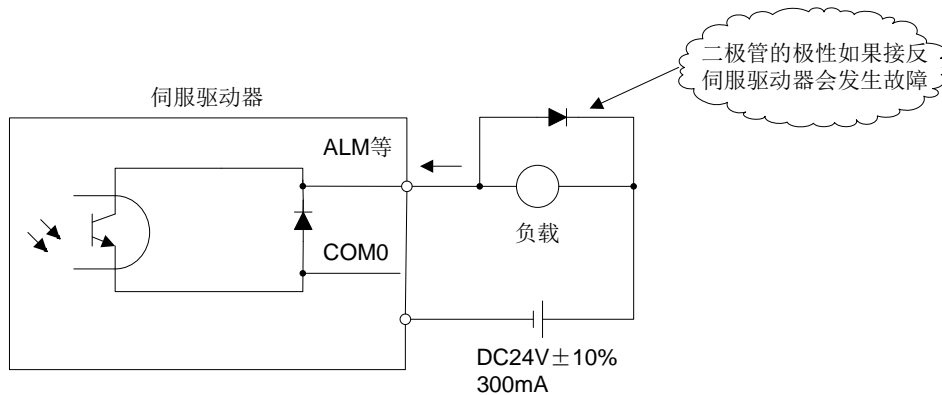 二极管的极性如果接反
伺服驱动器会发生故障
伺服驱动器
ALM等
负载
COM0
DC24V±10%
300mA